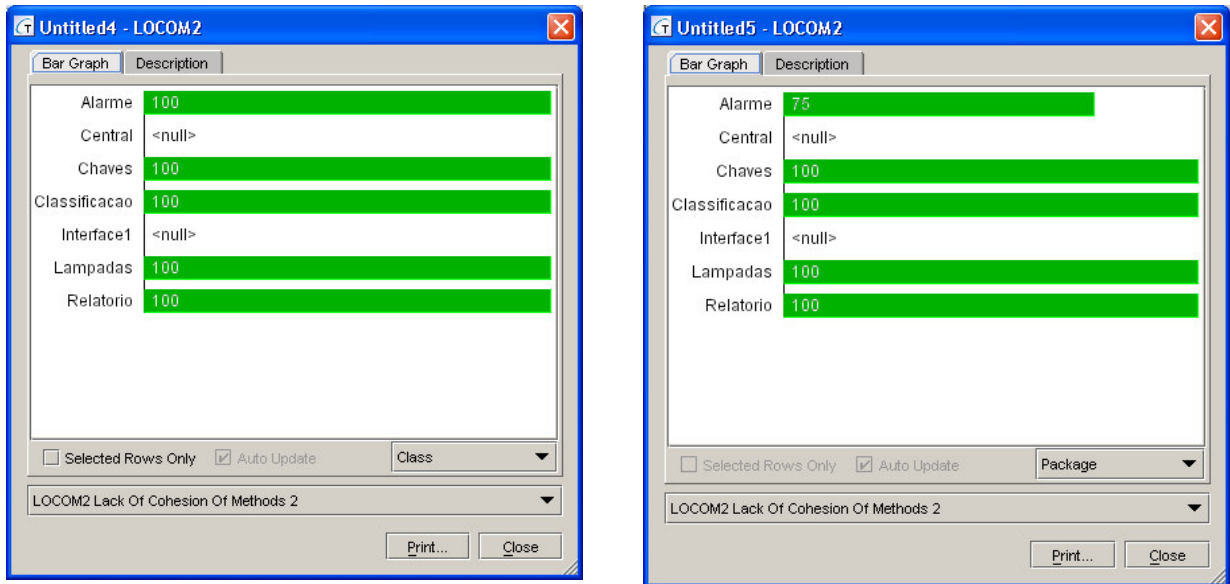 Untitled4 - LOCOM2
Bar Graph Description
Alarme 100
Central <null>
Chaves 100
Classificacao 100
Interface1 <null>
Lampadas 100
Relatorio 100
Selected Rows Only Auto Update Class
LOCOM2 Lack Of Cohesion Of Methods 2
Print... Close
Untitled5 - LOCOM2
Bar Graph Description
Alarme 75
Central <null>
Chaves 100
Classificacao 100
Interface1 <null>
Lampadas 100
Relatorio 100
Selected Rows Only Auto Update Package
LOCOM2 Lack Of Cohesion Of Methods 2
Print... Close